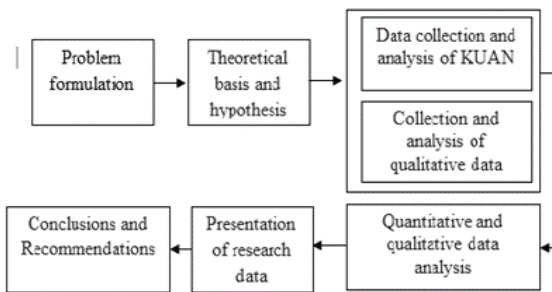 Problem
formulation
Theoretical
basis and
hypothesis
Data collection and
analysis of KUAN
Collection and
analysis of
qualitative data
Quantitative and
qualitative data
analysis
Presentation
of research
data
Conclusions and
Recommendations